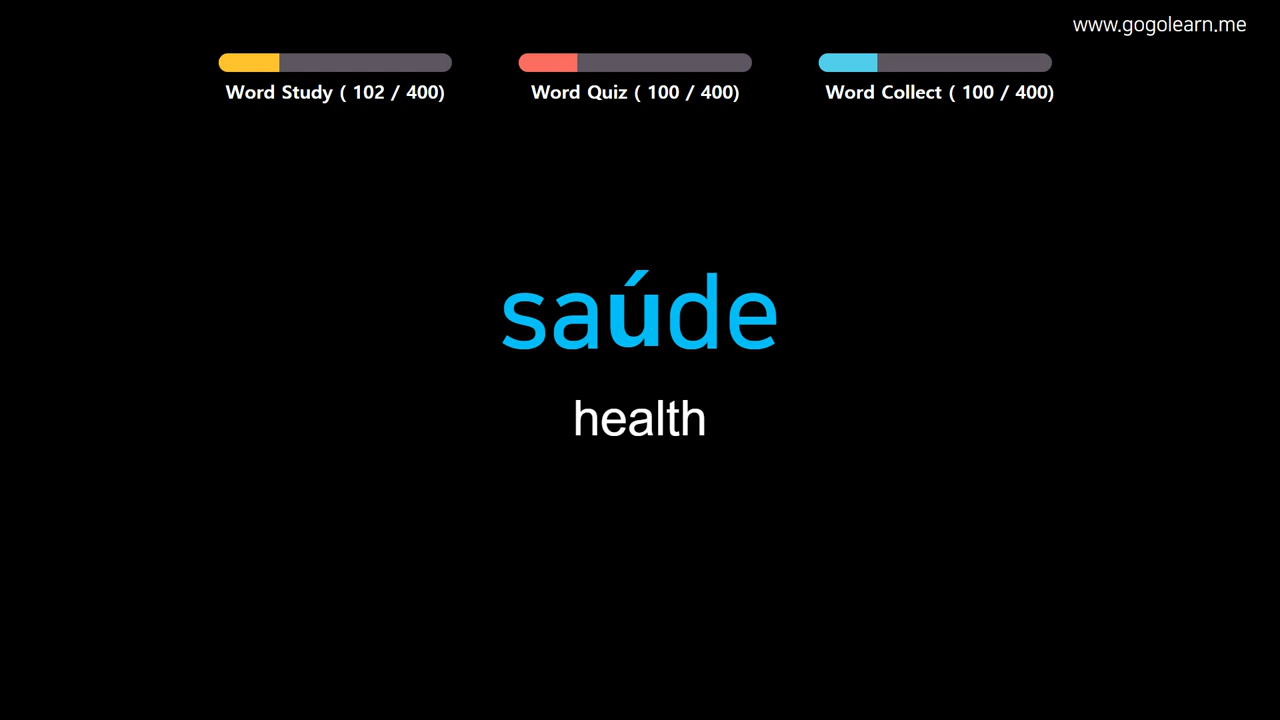 www.gogolearn.me
Word Study ( 102 / 400)
Word Quiz ( 100 / 400)
Word Collect ( 100 / 400)
saúde
health